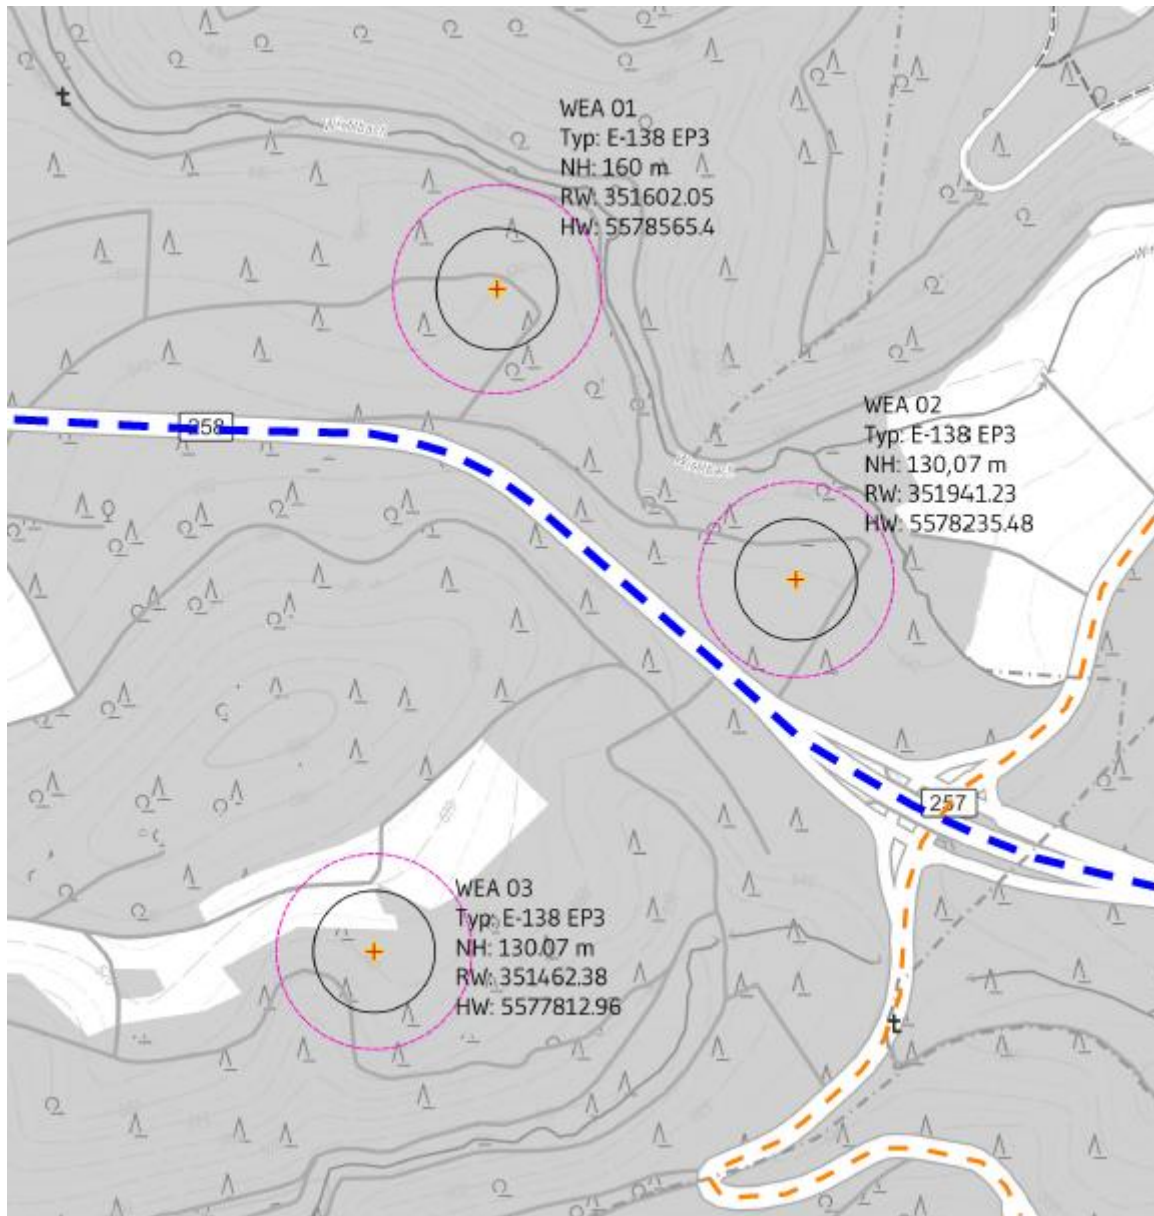 Wirftbach
WEA 01
Typ: E-138 EP3
NH: 160 m
RW: 351602.05
HW: 5578565.4
258
WEA 02
Typ: E-138 EP3
NH: 130,07 m
RW: 351941.23
HW: 5578235.48
Wirftbach
257
WEA 03
Typ: E-138 EP3
NH: 130.07 m
RW: 351462.38
HW: 5577812.96